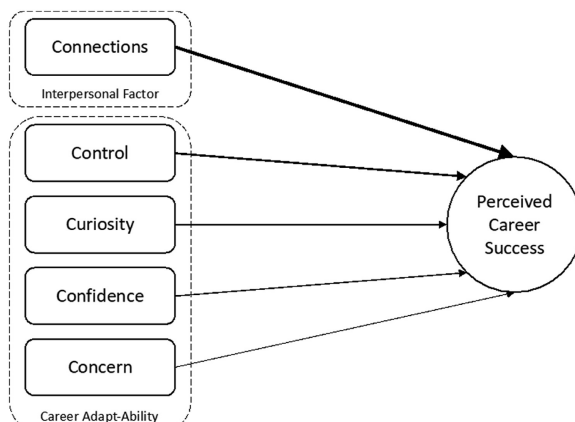 Connections
Interpersonal Factor
Control
Curiosity
Confidence
Concern
Career Adapt-Ability
Perceived
Career
Success